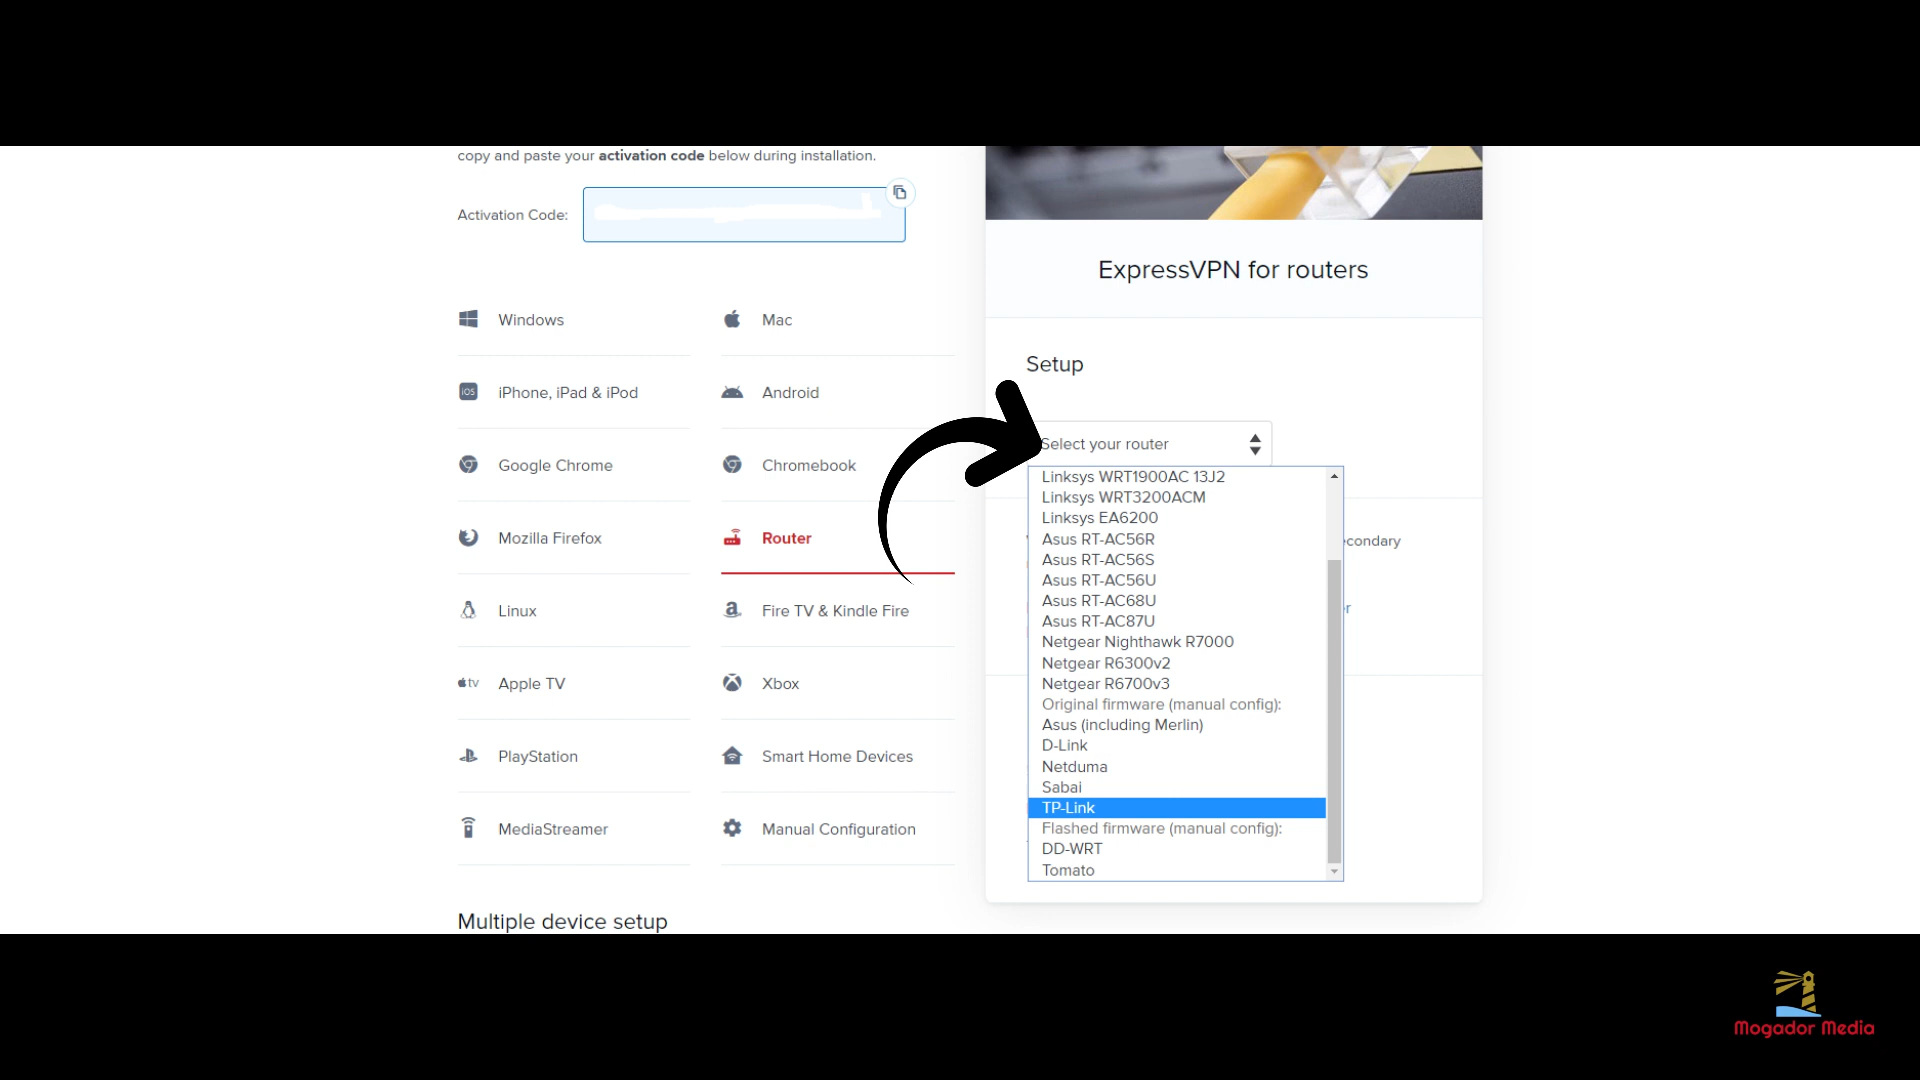 copy and paste your activation code below during installation.
Activation Code:
Windows
Mac
iOS
iPhone, iPad & iPod
Android
Google Chrome
Chromebook
Mozilla Firefox
Router
Linux
a
Fire TV & Kindle Fire
tv
Apple TV
Xbox
PlayStation
Smart Home Devices
MediaStreamer
Manual Configuration
Multiple device setup
ExpressVPN for routers
Setup
Select your router
Linksys WRT1900AC 13J2
Linksys WRT3200ACM
Linksys EA6200
Asus RT-AC56R
Asus RT-AC56S
Asus RT-AC56U
Asus RT-AC68U
Asus RT-AC87U
Netgear Nighthawk R7000
Netgear R6300v2
Netgear R6700v3
Original firmware (manual config):
Asus (including Merlin)
D-Link
Netduma
Sabai
TP-Link
Flashed firmware (manual config):
DD-WRT
Tomato
Mogador Media